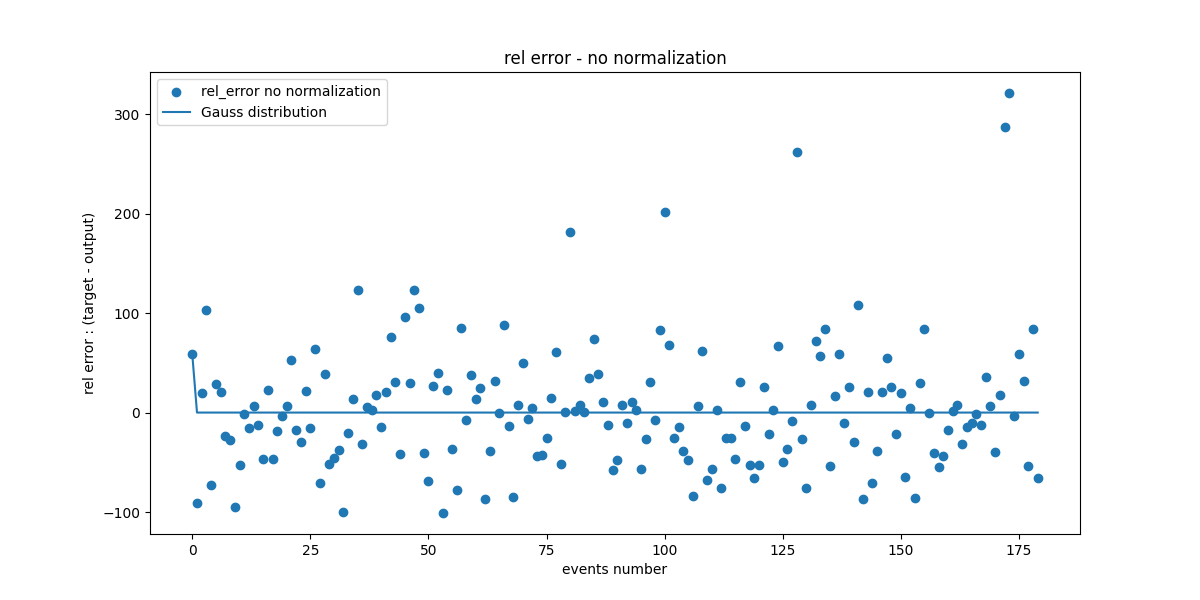 rel error - no normalization
rel_error no normalization
Gauss distribution
rel error : (target - output)
300
200
100
0
−100
0 25 50 75 100 125 150 175
events number